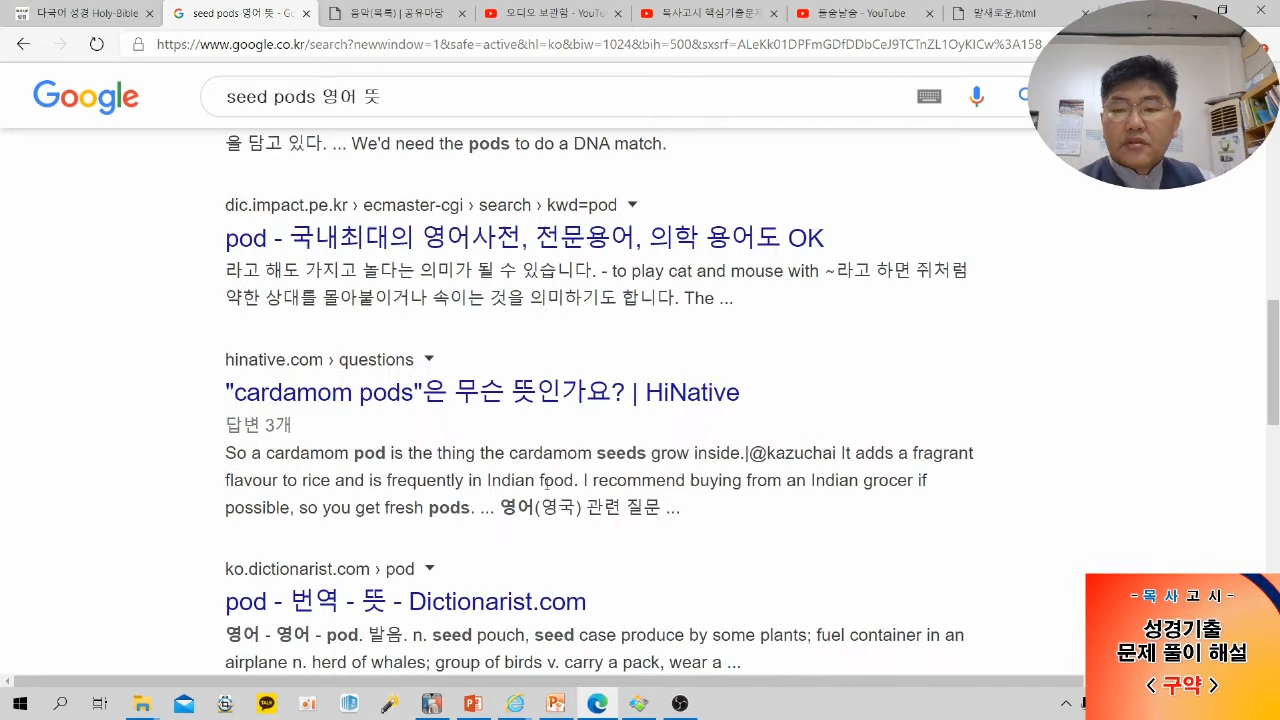 다국어 성경 Holy-Bible
seed pods 영어 뜻 - Go
음악(목록) | 공유마당
오디오 보관함 - YouTu
목사고시 핵심기출문제
들숨날숨 - YouTube
말새로운.html
https://www.google.co.kr/search?newwindow=1&safe=active&hl=ko&biw=1024&bih=500&sxsrf=ALeKk01DPFmGDfDDbCeJ9TCTnZL1OyKICw%3A158
Google
seed pods 영어 뜻
을 담고 있다. ... We'd need the pods to do a DNA match.
dic.impact.pe.kr › ecmaster-cgi › search › kwd=pod
pod - 국내최대의 영어사전, 전문용어, 의학 용어도 OK
라고 해도 가지고 놀다는 의미가 될 수 있습니다. - to play cat and mouse with ~라고 하면 쥐처럼
약한 상대를 몰아붙이거나 속이는 것을 의미하기도 합니다. The ...
hinative.com › questions
"cardamom pods"은 무슨 뜻인가요? | HiNative
답변 3개
So a cardamom pod is the thing the cardamom seeds grow inside.|@kazuchai It adds a fragrant
flavour to rice and is frequently in Indian food. I recommend buying from an Indian grocer if
possible, so you get fresh pods. ... 영어(영국) 관련 질문 ...
ko.dictionarist.com › pod
pod - 번역 - 뜻 - Dictionarist.com
영어 - 영어 - pod. 발음. n. seed pouch, seed case produce by some plants; fuel container in an
airplane n. herd of whales; group of birds v. carry a pack, wear a ...
- 목 사 고 시 -
성경기출
문제 풀이 해설
< 구약 >
TALK